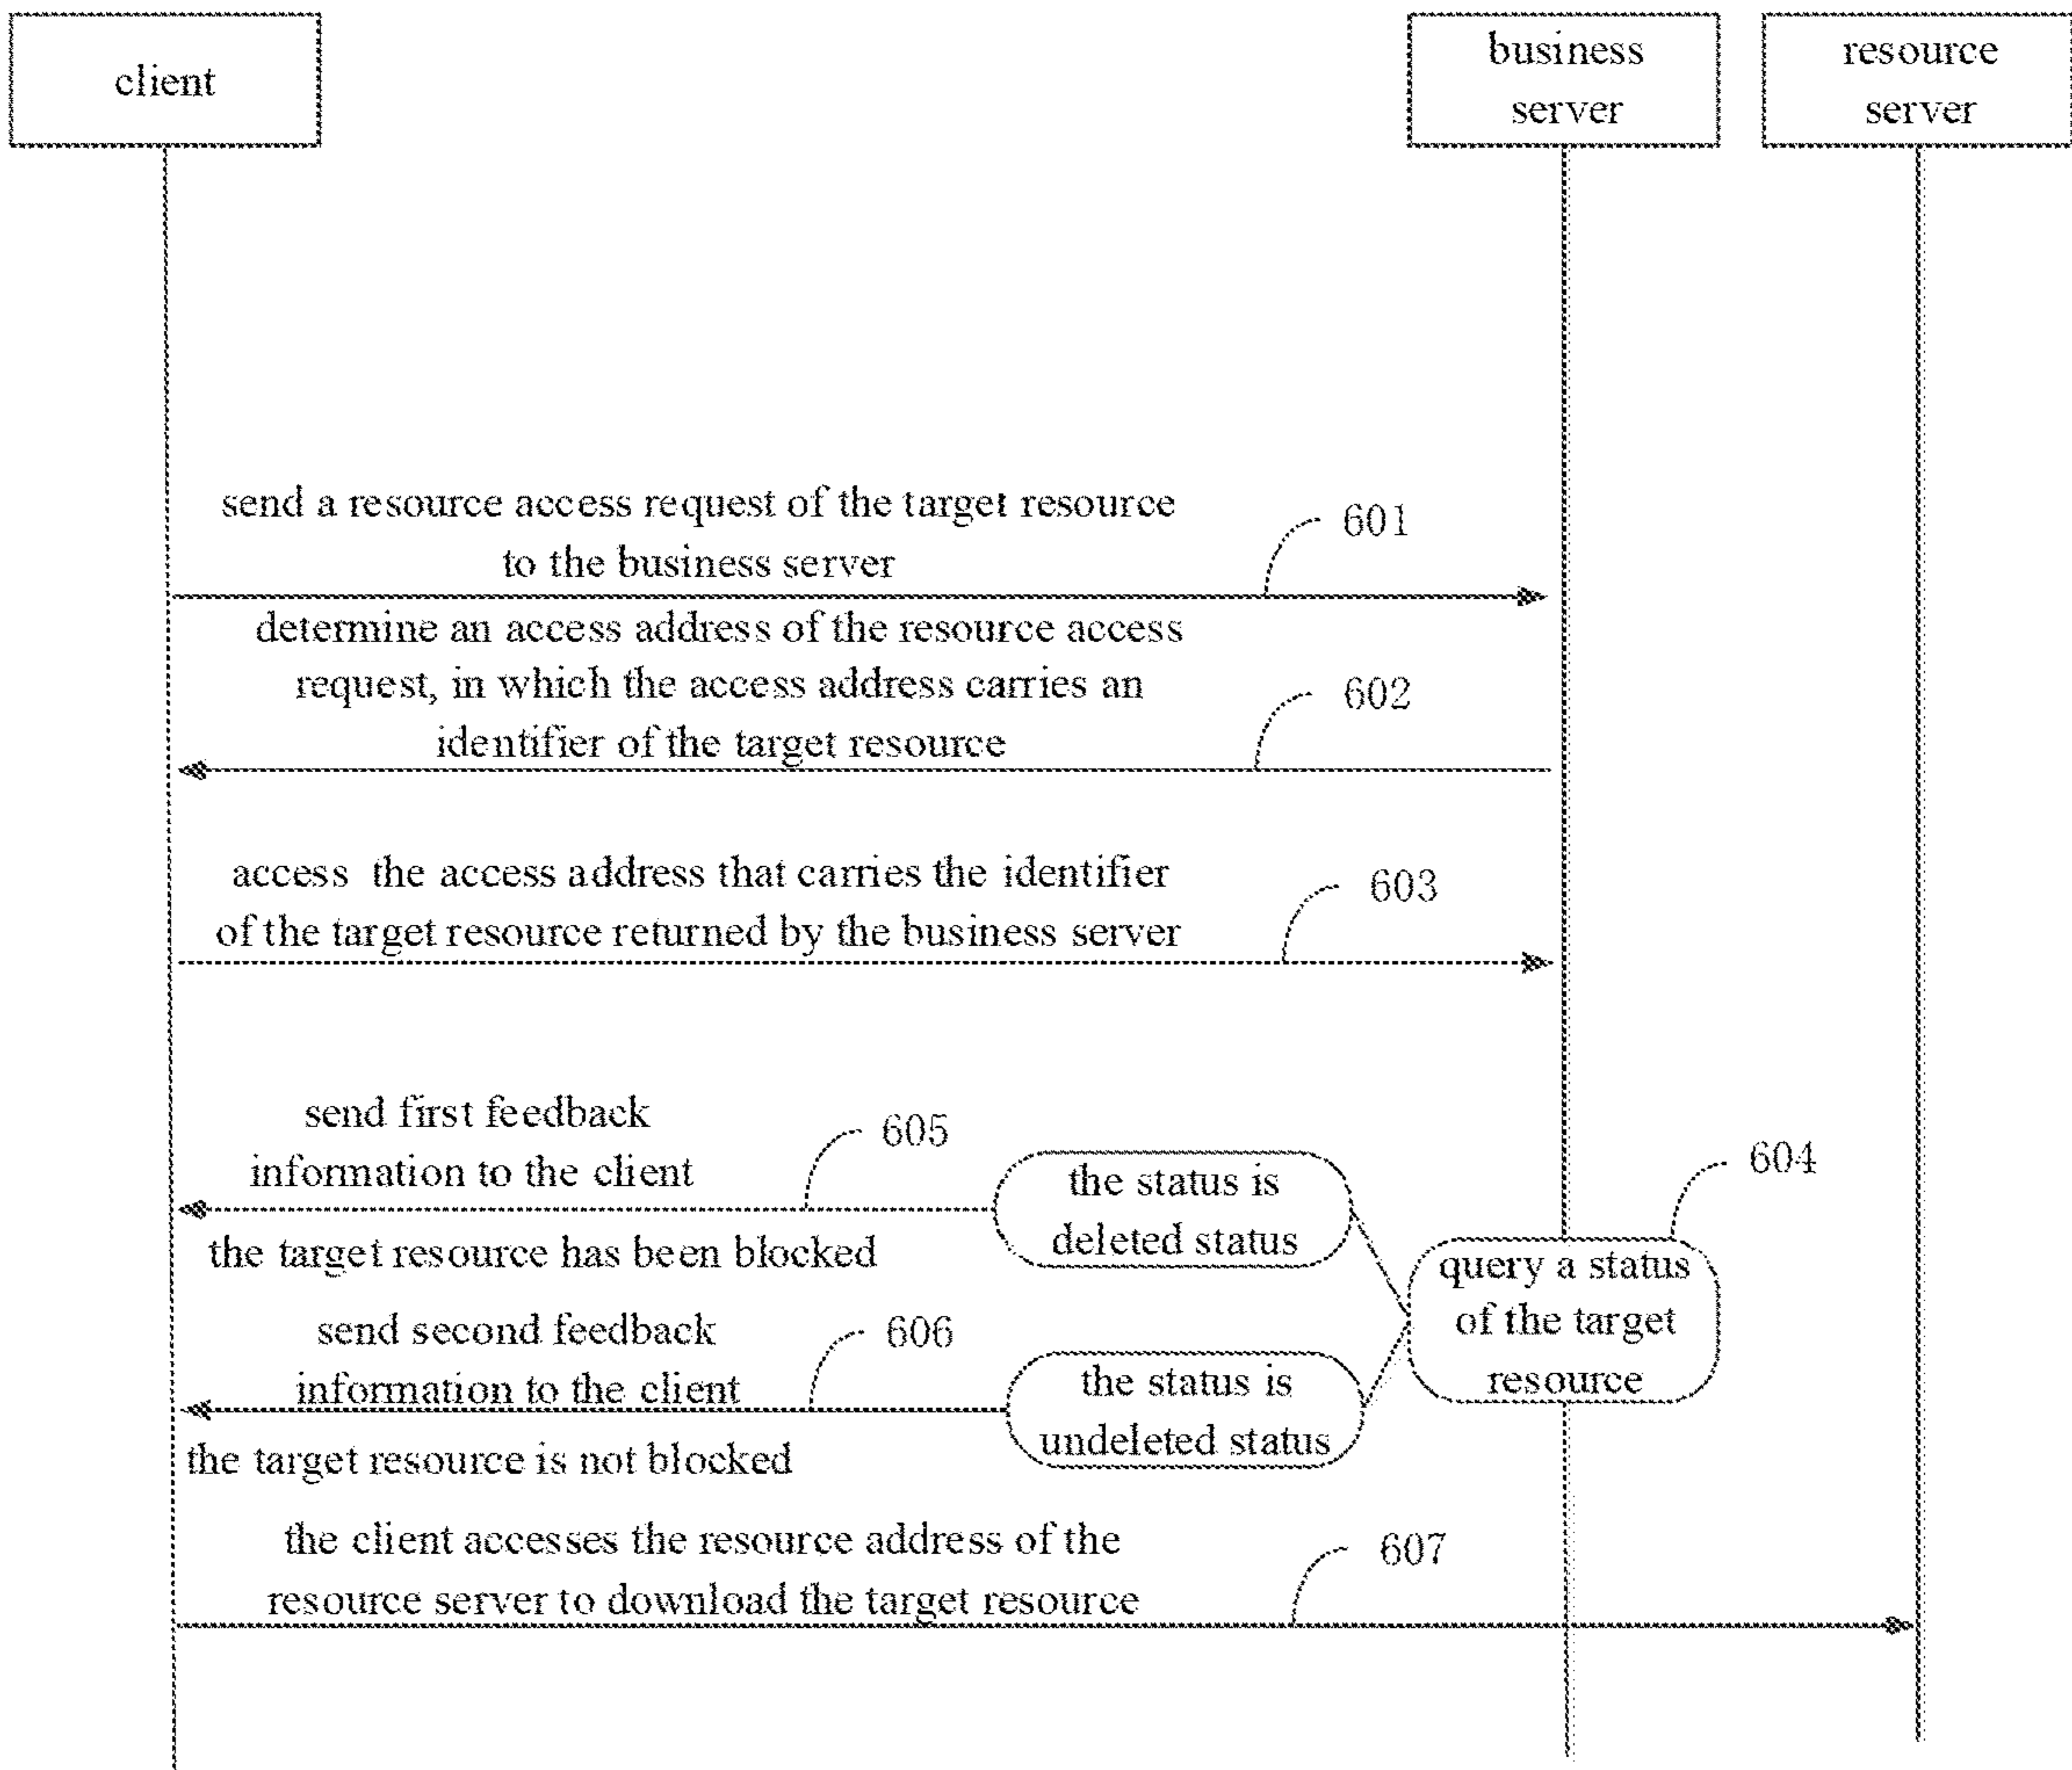 client
business
server
resource
server
send a resource access request of the target resource
to the business server
601
determine an access address of the resource access
request, in which the access address carries an
identifier of the target resource
602
access the access address that carries the identifier
of the target resource returned by the business server
603
send first feedback
information to the client
605
the target resource has been blocked
the status is
deleted status
604
query a status
of the target
resource
send second feedback
information to the client
606
the target resource is not blocked
the status is
undeleted status
the client accesses the resource address of the
resource server to download the target resource
607